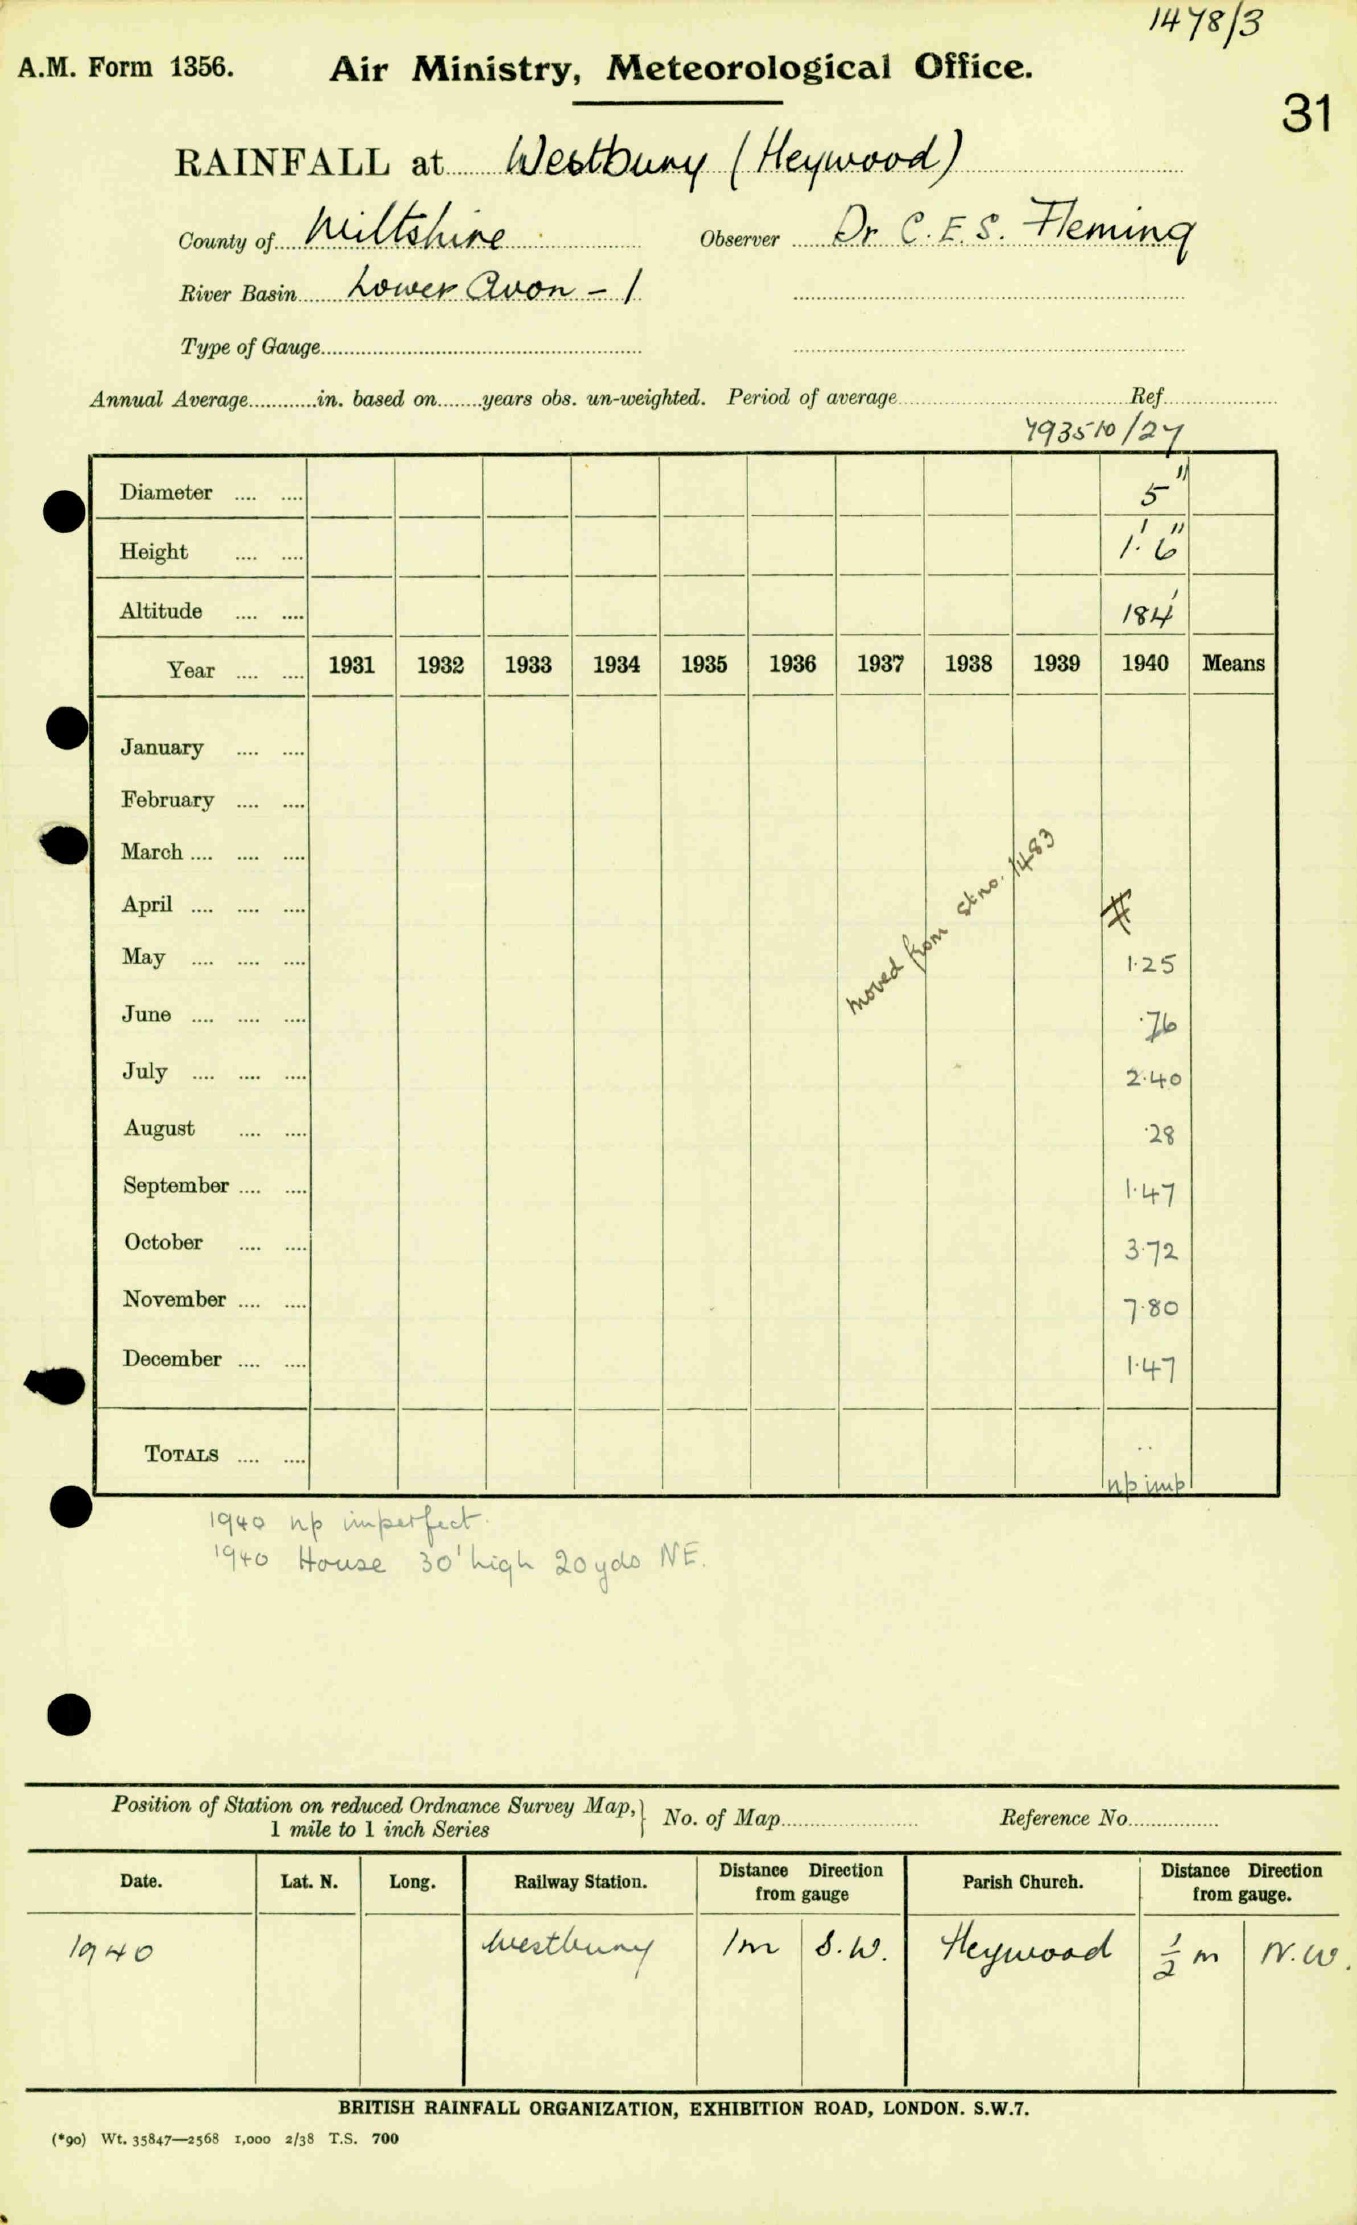 1478/3
A.M. Form 1356. Air Ministry, Meteorological Office.
31
RAINFALL at Westbury (Heywood)
County of Wiltshire Observer Dr C.E.S. Fleming
River Basin Lower Avon - 1
Type of Gauge
Annual Average in. based on years obs. un-weighted. Period of average Ref.
793510/27
Diameter 5"
Height 1' 6"
Altitude 184'
Year 1931 1932 1933 1934 1935 1936 1937 1938 1939 1940 Means
January
February
March
April
moved from st no. 1483
May 1.25
June .76
July 2.40
August .28
September 1.47
October 3.72
November 7.80
December 1.47
TOTALS ..
np imp
1940 np imperfect.
1940 House 30' high 20 yds NE.
Position of Station on reduced Ordnance Survey Map, 1 mile to 1 inch Series } No. of Map Reference No.
Date. Lat. N. Long. Railway Station. Distance Direction from gauge Parish Church. Distance Direction from gauge.
1940 Westbury 1m S.W. Heywood 1/2 m N.W.
BRITISH RAINFALL ORGANIZATION, EXHIBITION ROAD, LONDON. S.W.7.
(*90) Wt. 35847—2568 1,000 2/38 T.S. 700